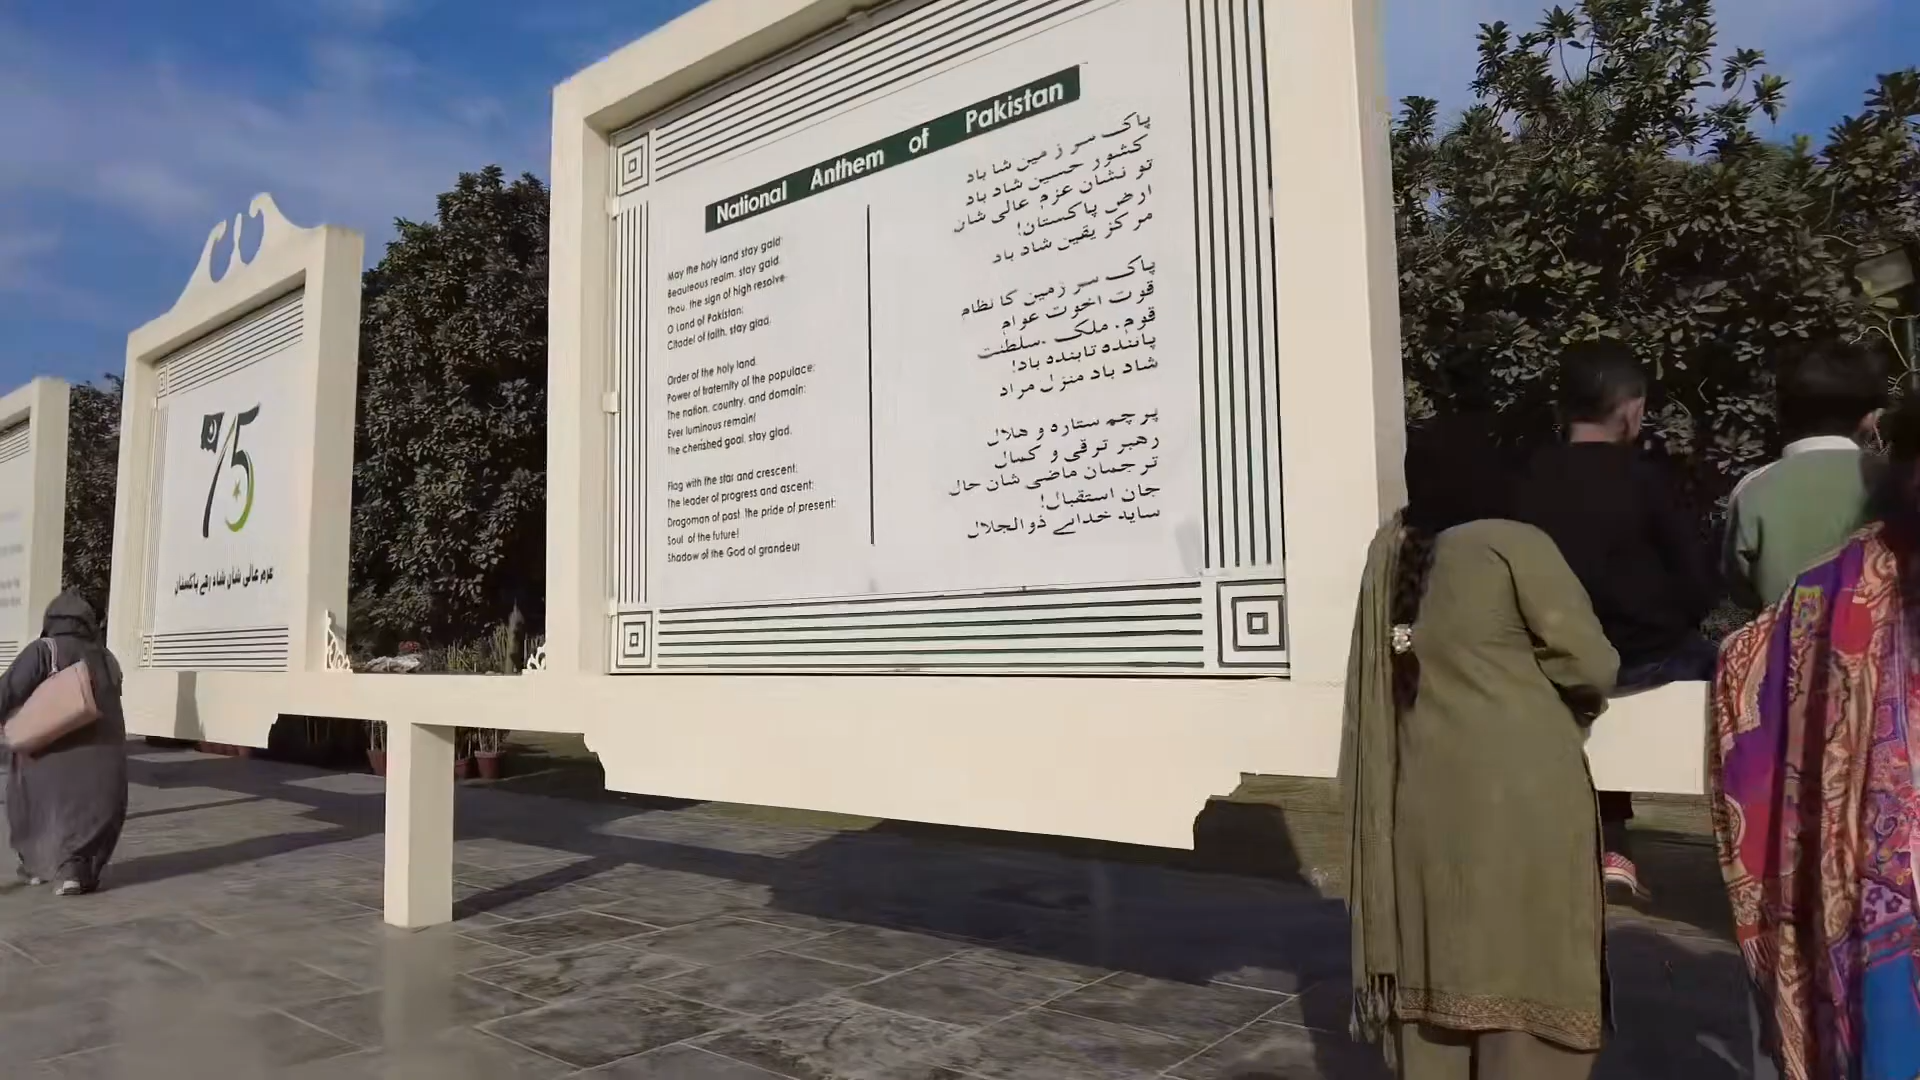 75
عزم عالی شان شاد رہے پاکستان
National Anthem of Pakistan
May the holy land stay gald;
Beauteous realm, stay gald.
Thou, the sign of high resolve-
O Land of Pakistan;
Citadel of faith, stay glad.
Order of the holy land.
Power of fraternity of the populace;
The nation, country, and domain;
Ever luminous remain!
The cherished goal, stay glad.
Flag with the star and crescent;
The leader of progress and ascent;
Dragoman of past, the pride of present;
Soul of the future!
Shadow of the God of grandeur
پاک سر ز مین شا باد
کشور حسین شاد باد
تو نشان عزم عالی شان
ارض پاکستان!
مرکز یقین شاد باد
پاک سر زمین کا نظام
قوت اخوت عوام
قوم، ملک ،سلطنت
پائندہ تابندہ باد!
شاد باد منزل مراد
پرچم ستارہ و ھلال
رھبر ترقی و کمال
ترجمان ماضی شان حال
جان استقبال!
ساید خدائے ذوالجلال